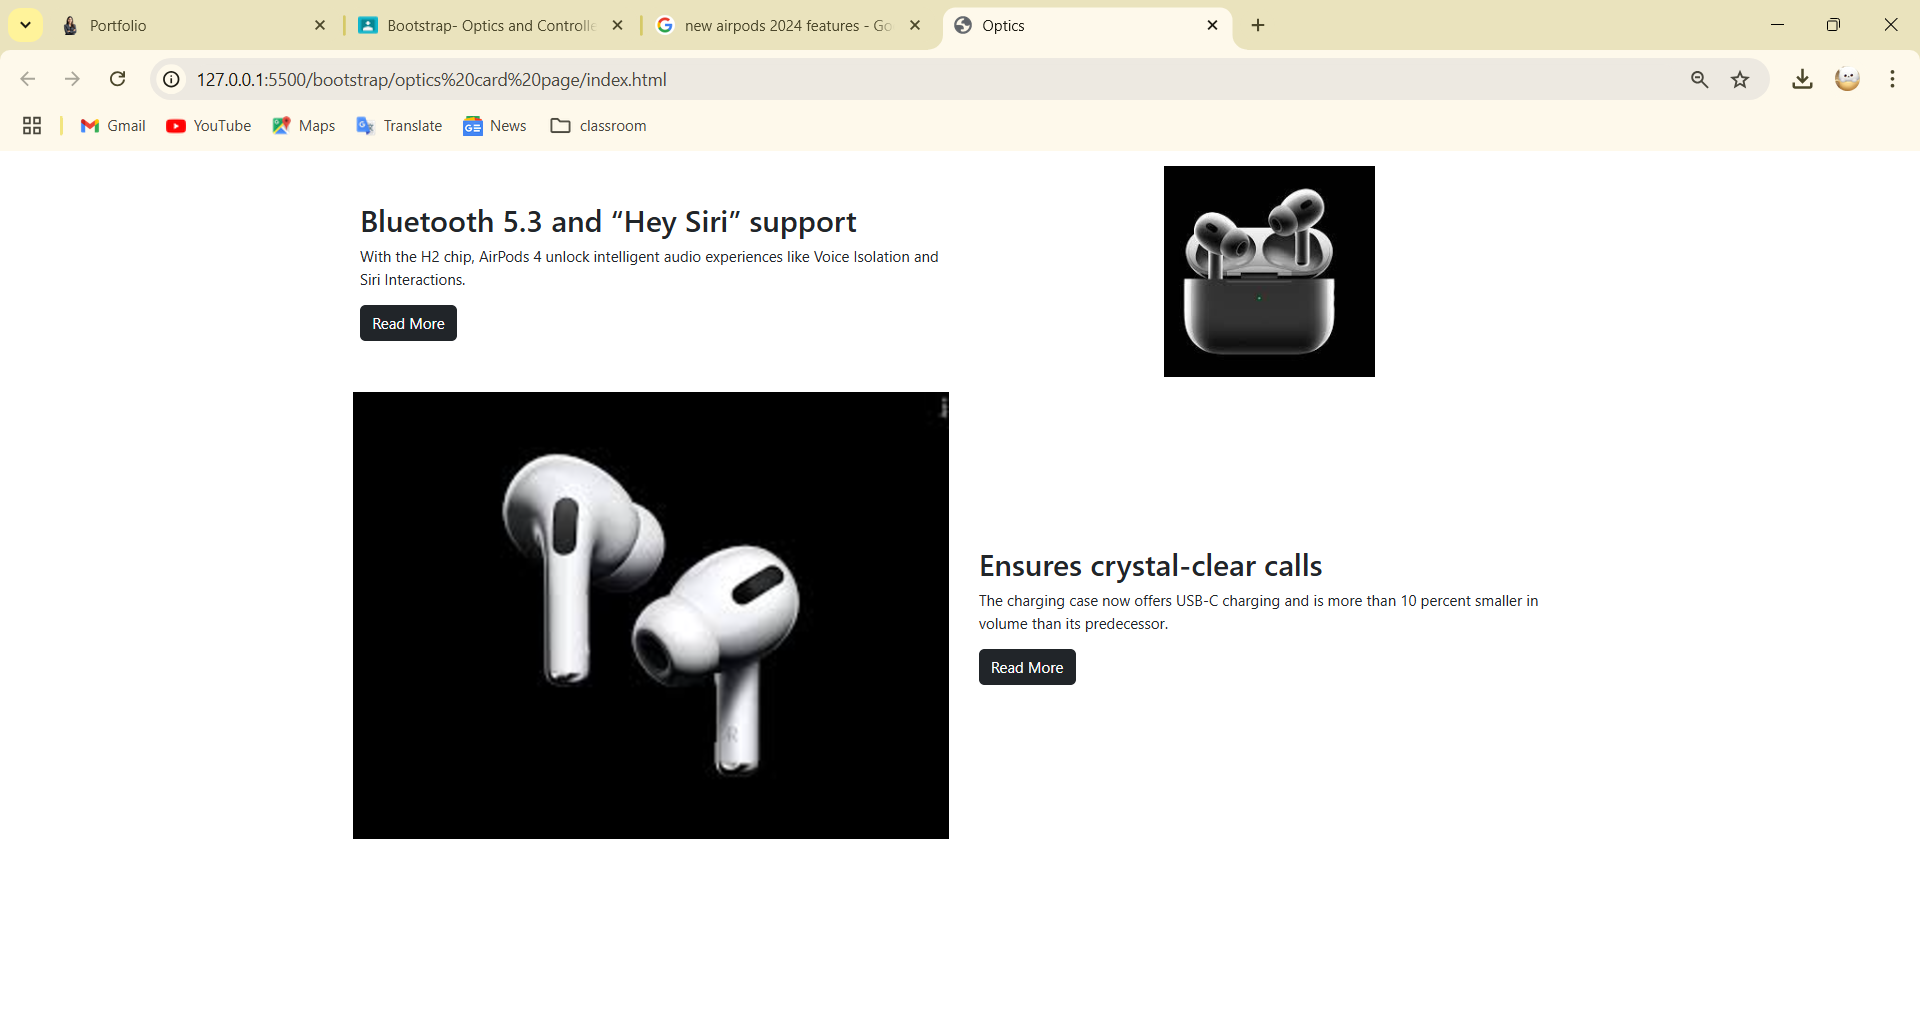 Portfolio
Bootstrap- Optics and Controlle
new airpods 2024 features - Go
Optics
127.0.0.1:5500/bootstrap/optics%20card%20page/index.html
Gmail
YouTube
Maps
Translate
News
classroom
Bluetooth 5.3 and “Hey Siri” support
With the H2 chip, AirPods 4 unlock intelligent audio experiences like Voice Isolation and
Siri Interactions.
Read More
R
Ensures crystal-clear calls
The charging case now offers USB-C charging and is more than 10 percent smaller in
volume than its predecessor.
Read More